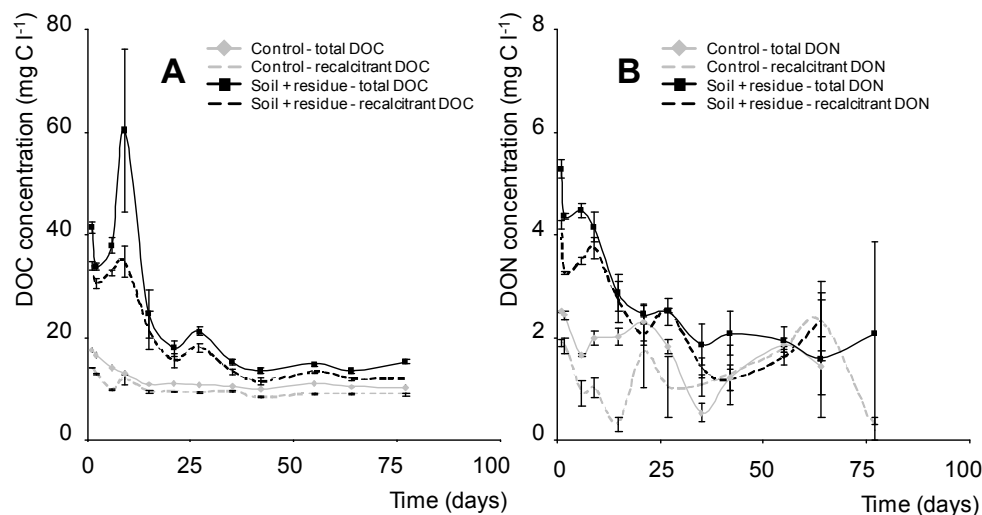 DOC concentration (mg C l-1)
80
60
40
20
0
A
Control - total DOC
Control - recalcitrant DOC
Soil + residue - total DOC
Soil + residue - recalcitrant DOC
0 25 50 75 100
Time (days)
DON concentration (mg C l-1)
8
6
4
2
0
B
Control - total DON
Control - recalcitrant DON
Soil + residue - total DON
Soil + residue - recalcitrant DON
0 25 50 75 100
Time (days)